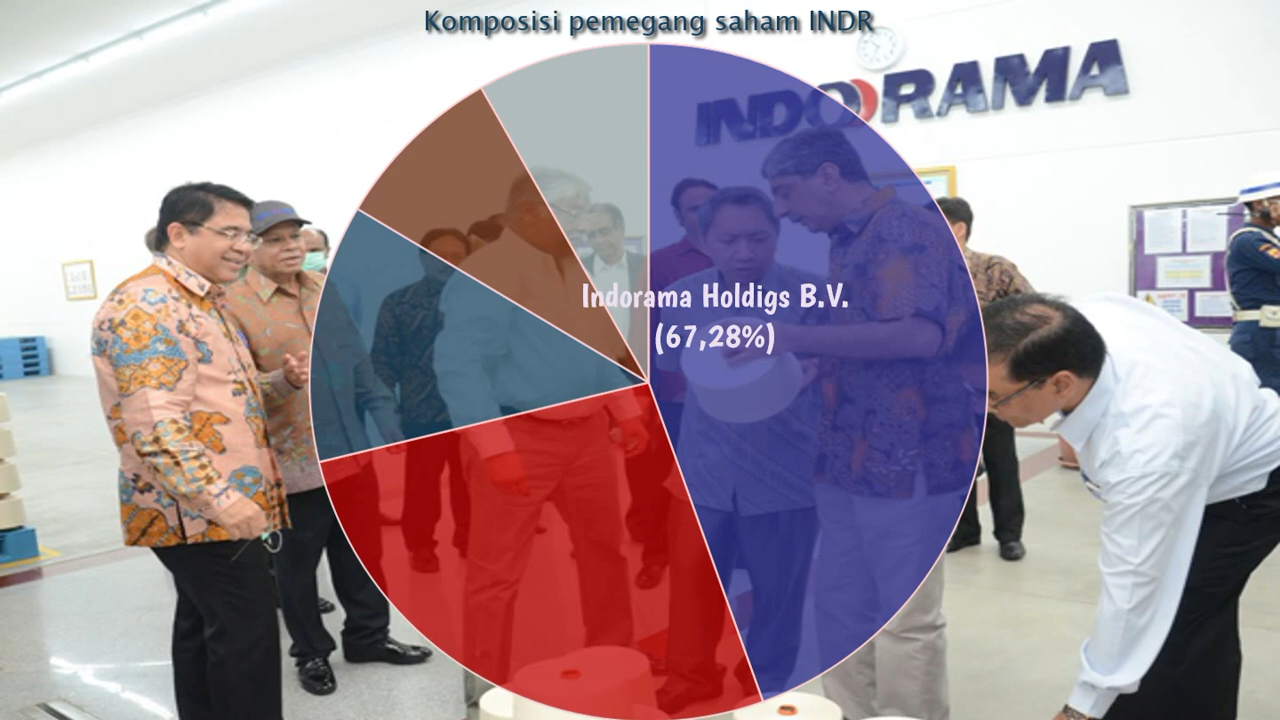 Komposisi pemegang saham INDR
INDORAMA
Indorama Holdigs B.V.
(67,28%)